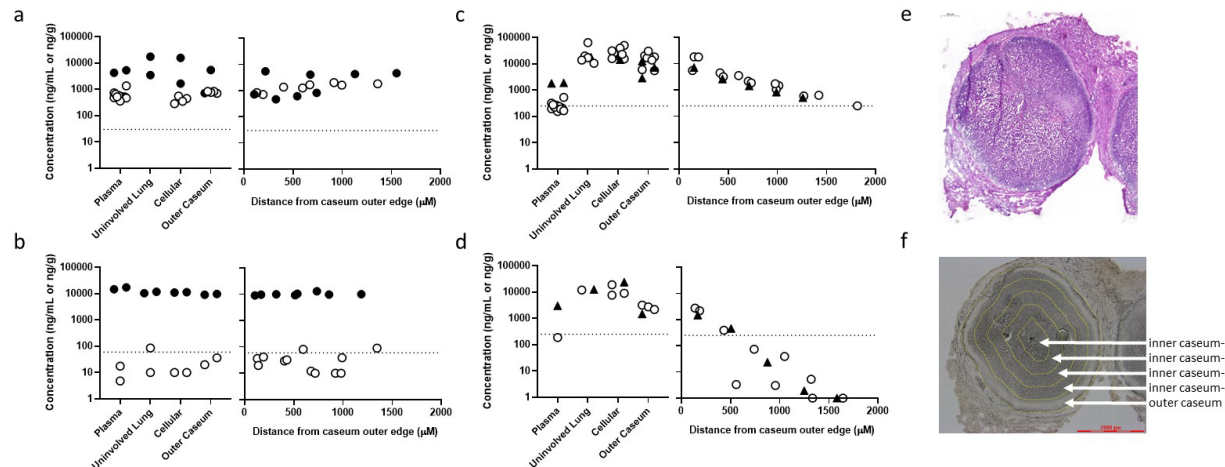 a
Concentration (ng/mL or ng/g)
100000
10000
1000
100
10
1
Plasma
Uninvolved Lung
Cellular
Outer Caseum
0
500
1000
1500
2000
Distance from caseum outer edge (µM)
b
Concentration (ng/mL or ng/g)
100000
10000
1000
100
10
1
Plasma
Uninvolved Lung
Cellular
Outer Caseum
0
500
1000
1500
2000
Distance from caseum outer edge (µM)
c
Concentration (ng/mL or ng/g)
100000
10000
1000
100
10
1
Plasma
Uninvolved Lung
Cellular
Outer Caseum
0
500
1000
1500
2000
Distance from caseum outer edge (µM)
d
Concentration (ng/mL or ng/g)
100000
10000
1000
100
10
1
Plasma
Uninvolved Lung
Cellular
Outer Caseum
0
500
1000
1500
2000
Distance from caseum outer edge (µM)
e
f
inner caseum-
inner caseum-
inner caseum-
inner caseum-
outer caseum